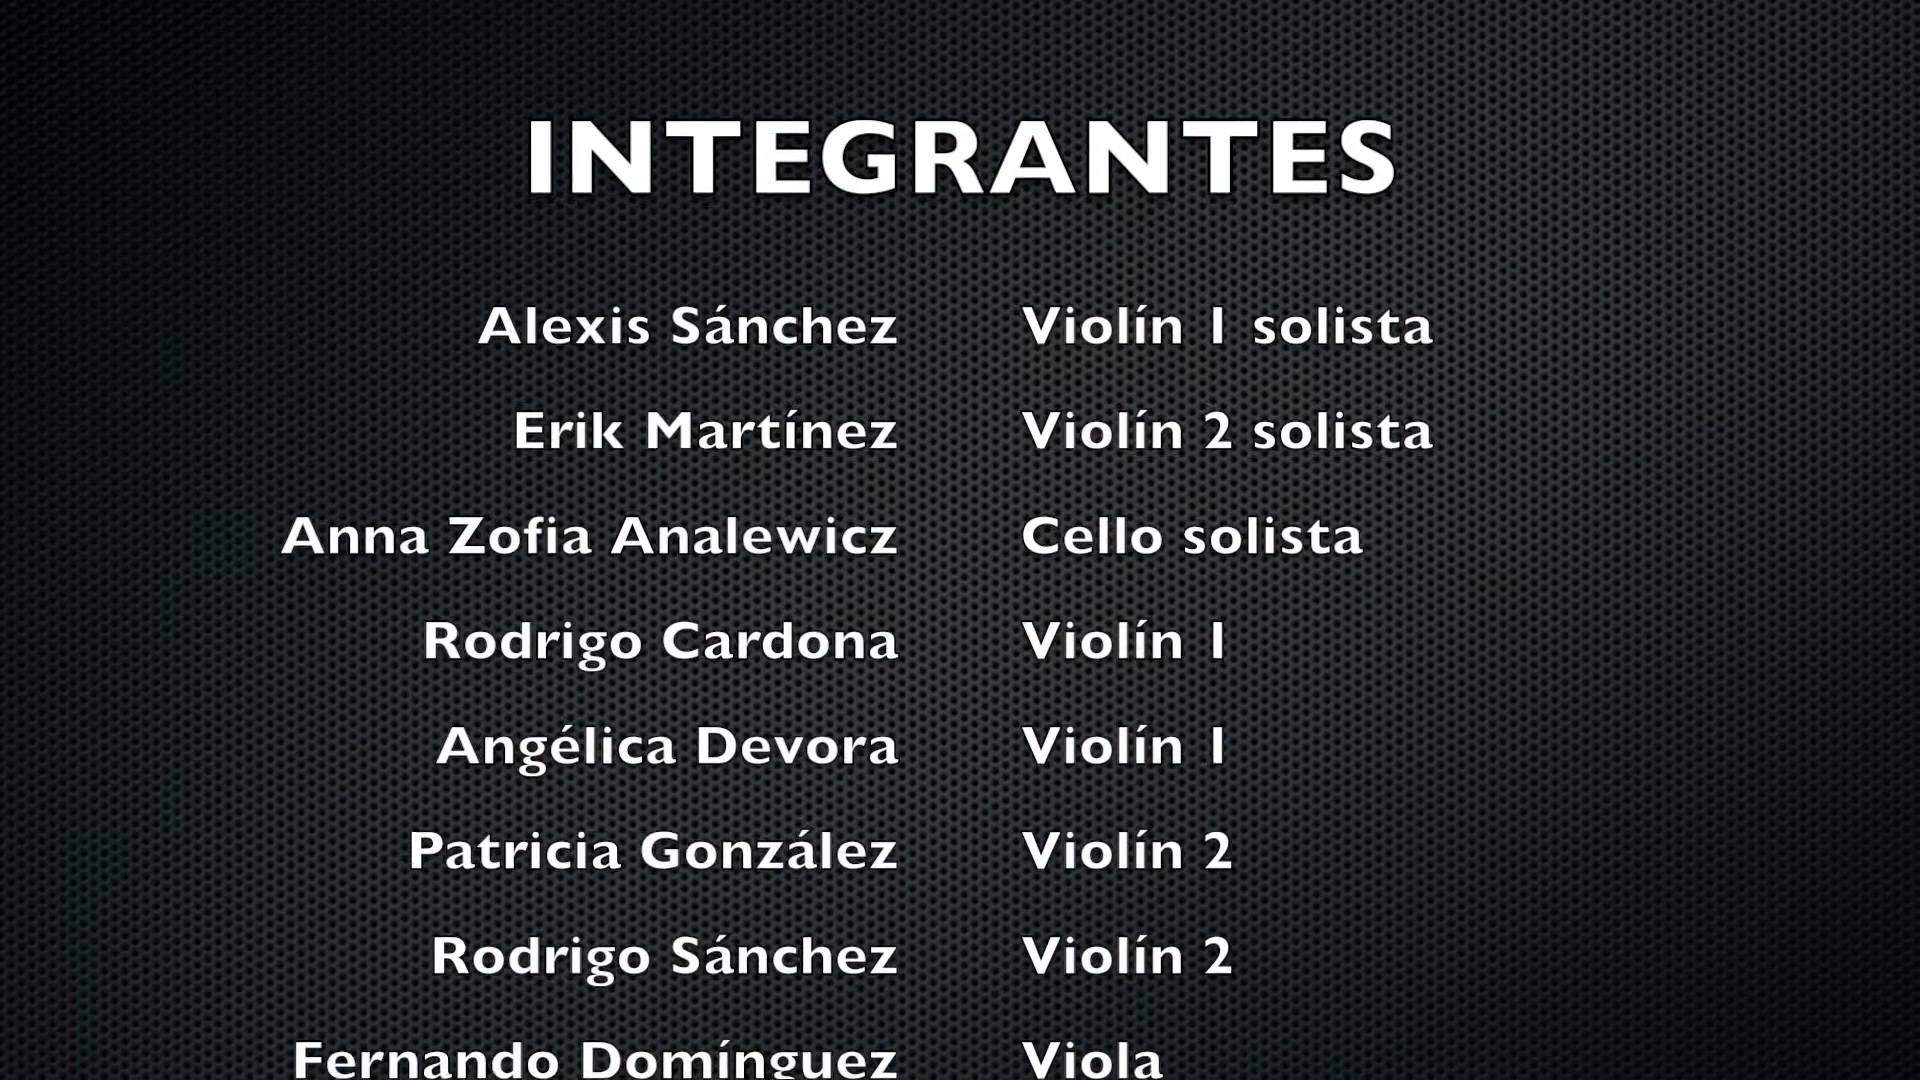 INTEGRANTES
Alexis Sánchez Violín 1 solista
Erik Martínez Violín 2 solista
Anna Zofia Analewicz Cello solista
Rodrigo Cardona Violín 1
Angélica Devora Violín 1
Patricia González Violín 2
Rodrigo Sánchez Violín 2
Fernando Domínguez Viola